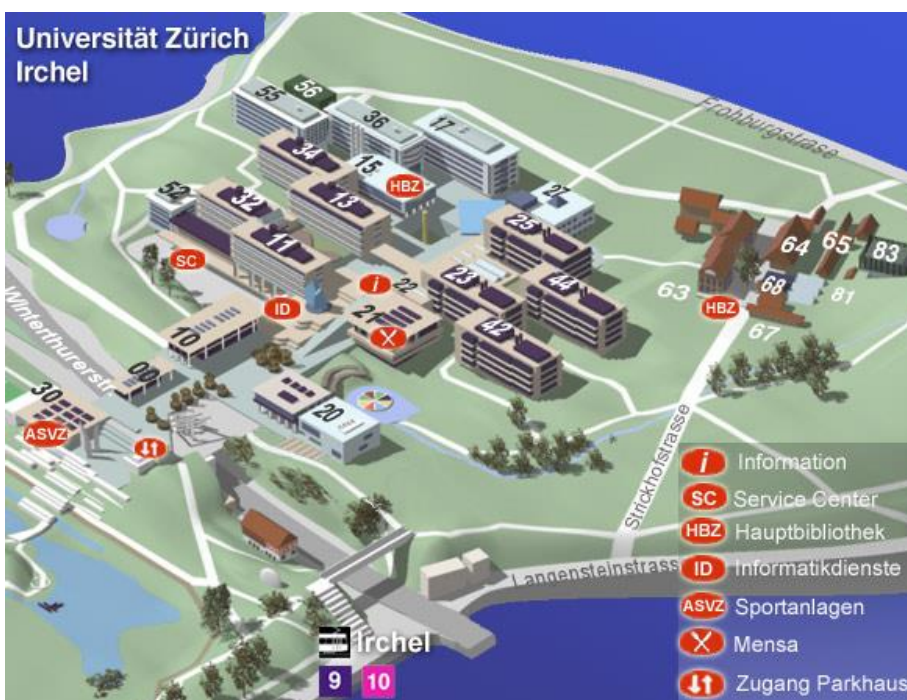 Universität Zürich
Irchel
56
55
36
17
Frohburgstrase
34
15
HBZ
27
52
32
13
25
64
65
83
11
SC
i
22
23
44
63
68
81
HBZ
67
ID
21
42
10
Winterthurerstr
00
30
20
ASVZ
Strickhofstrasse
Langensteinstrass
i Information
SC Service Center
HBZ Hauptbibliothek
ID Informatikdienste
ASVZ Sportanlagen
Mensa
Zugang Parkhaus
Irchel
9 10